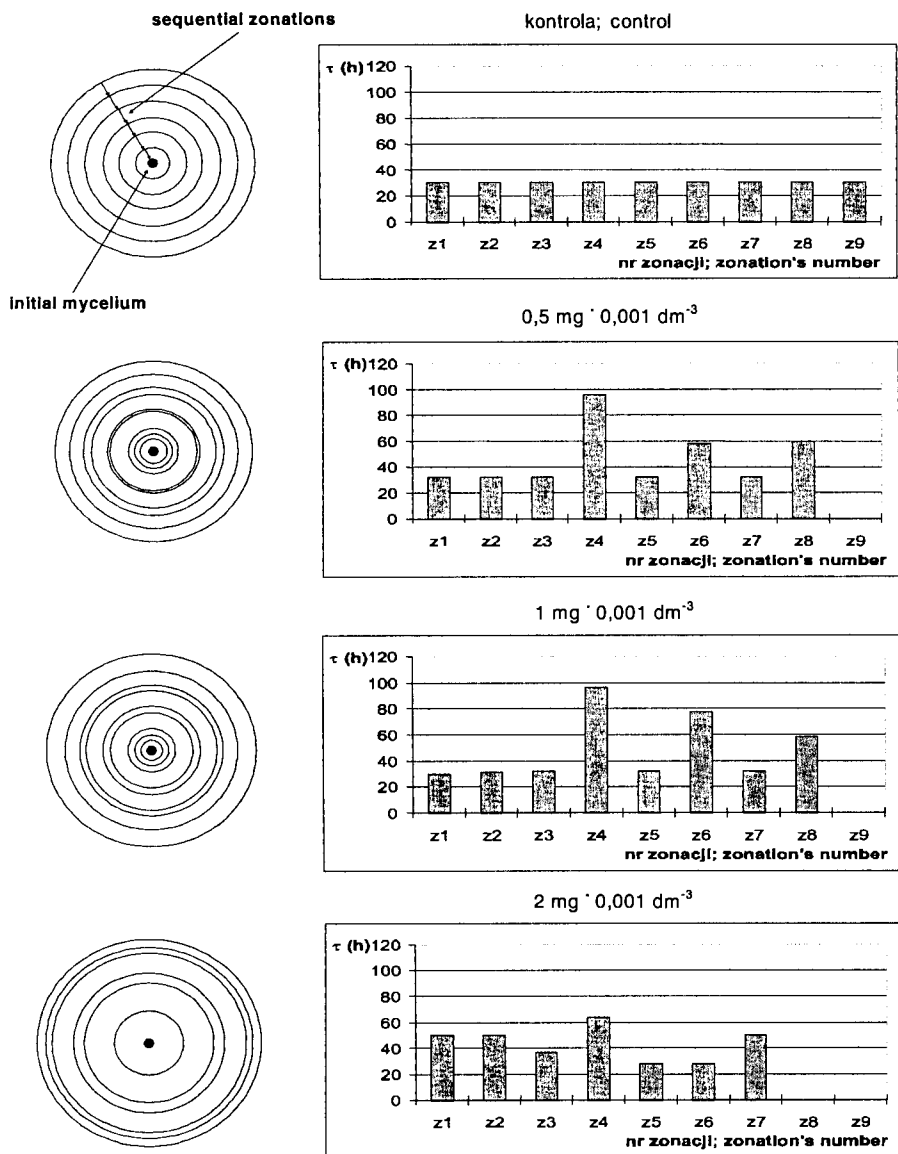 sequential zonations
initial mycelium
kontrola; control
τ (h)
120
100
80
60
40
20
0
z1 z2 z3 z4 z5 z6 z7 z8 z9
nr zonacji; zonation's number
0,5 mg · 0,001 dm⁻³
τ (h)
120
100
80
60
40
20
0
z1 z2 z3 z4 z5 z6 z7 z8 z9
nr zonacji; zonation's number
1 mg · 0,001 dm⁻³
τ (h)
120
100
80
60
40
20
0
z1 z2 z3 z4 z5 z6 z7 z8 z9
nr zonacji; zonation's number
2 mg · 0,001 dm⁻³
τ (h)
120
100
80
60
40
20
0
z1 z2 z3 z4 z5 z6 z7 z8 z9
nr zonacji; zonation's number